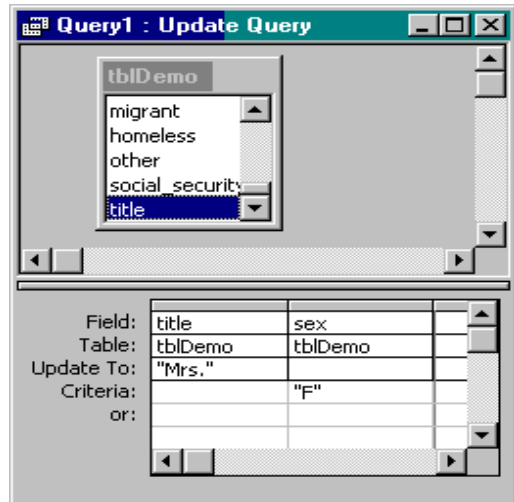 Query1 : Update Query
tblDemo
migrant
homeless
other
social_security
title
Field: title sex
Table: tblDemo tblDemo
Update To: "Mrs."
Criteria: "F"
or: